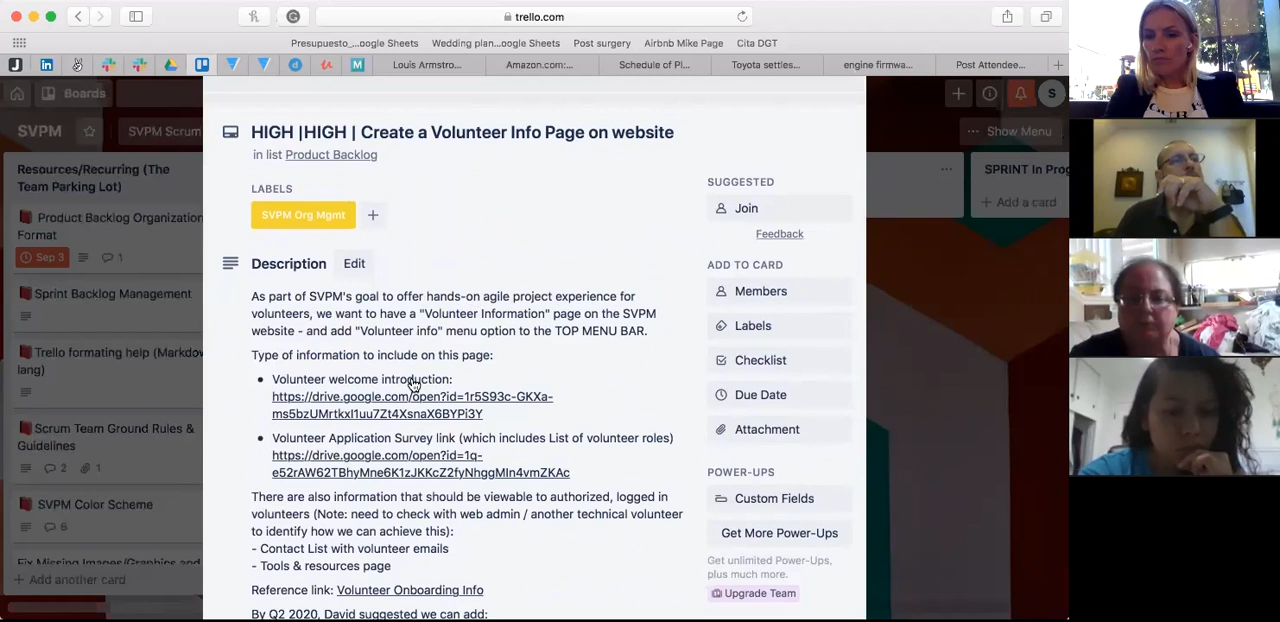 trello.com
Presupuesto_...oogle Sheets
Wedding plan...oogle Sheets
Post surgery
Airbnb Mike Page
Cita DGT
Louis Armstro...
Amazon.com:...
Schedule of Pi...
Toyota settles...
engine firmwa...
Post Attendee...
Boards
S
SVPM
SVPM Scrum
Show Menu
Resources/Recurring (The
Team Parking Lot)
Product Backlog Organization
Format
Sep 3
1
Sprint Backlog Management
Trello formating help (Markdow
lang)
Scrum Team Ground Rules &
Guidelines
2
1
SVPM Color Scheme
6
Fix Missing Images/Graphics and
+ Add another card
HIGH |HIGH | Create a Volunteer Info Page on website
in list Product Backlog
LABELS
SVPM Org Mgmt
Description
Edit
As part of SVPM's goal to offer hands-on agile project experience for
volunteers, we want to have a "Volunteer Information" page on the SVPM
website - and add "Volunteer info" menu option to the TOP MENU BAR.
Type of information to include on this page:
• Volunteer welcome introduction:
https://drive.google.com/open?id=1r5S93c-GKXa-
ms5bzUMrtkxI1uu7Zt4XsnaX6BYPi3Y
• Volunteer Application Survey link (which includes List of volunteer roles)
https://drive.google.com/open?id=1q-
e52rAW62TBhyMne6K1zJKKcZ2fyNhggMIn4vmZKAc
There are also information that should be viewable to authorized, logged in
volunteers (Note: need to check with web admin / another technical volunteer
to identify how we can achieve this):
- Contact List with volunteer emails
- Tools & resources page
Reference link: Volunteer Onboarding Info
By Q2 2020, David suggested we can add:
SUGGESTED
Join
Feedback
ADD TO CARD
Members
Labels
Checklist
Due Date
Attachment
POWER-UPS
Custom Fields
Get More Power-Ups
Get unlimited Power-Ups,
plus much more.
Upgrade Team
SPRINT In Prog
+ Add a card